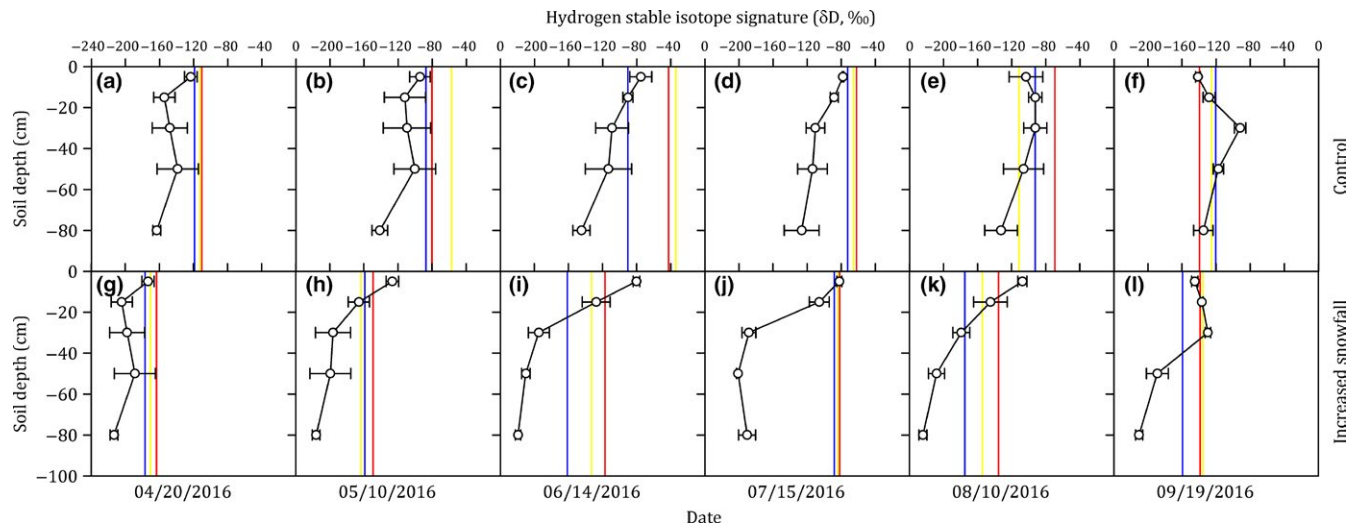 Hydrogen stable isotope signature (δD, ‰)
−240 −200 −160 −120 −80 −40 0 −200 −160 −120 −80 −40 0 −200 −160 −120 −80 −40 0 −200 −160 −120 −80 −40 0 −200 −160 −120 −80 −40 0 −200 −160 −120 −80 −40 0
0
−20
−40
−60
−80
Soil depth (cm)
(a) (b) (c) (d) (e) (f)
Control
0
−20
−40
−60
−80
−100
Soil depth (cm)
(g) (h) (i) (j) (k) (l)
Increased snowfall
04/20/2016 05/10/2016 06/14/2016 07/15/2016 08/10/2016 09/19/2016
Date